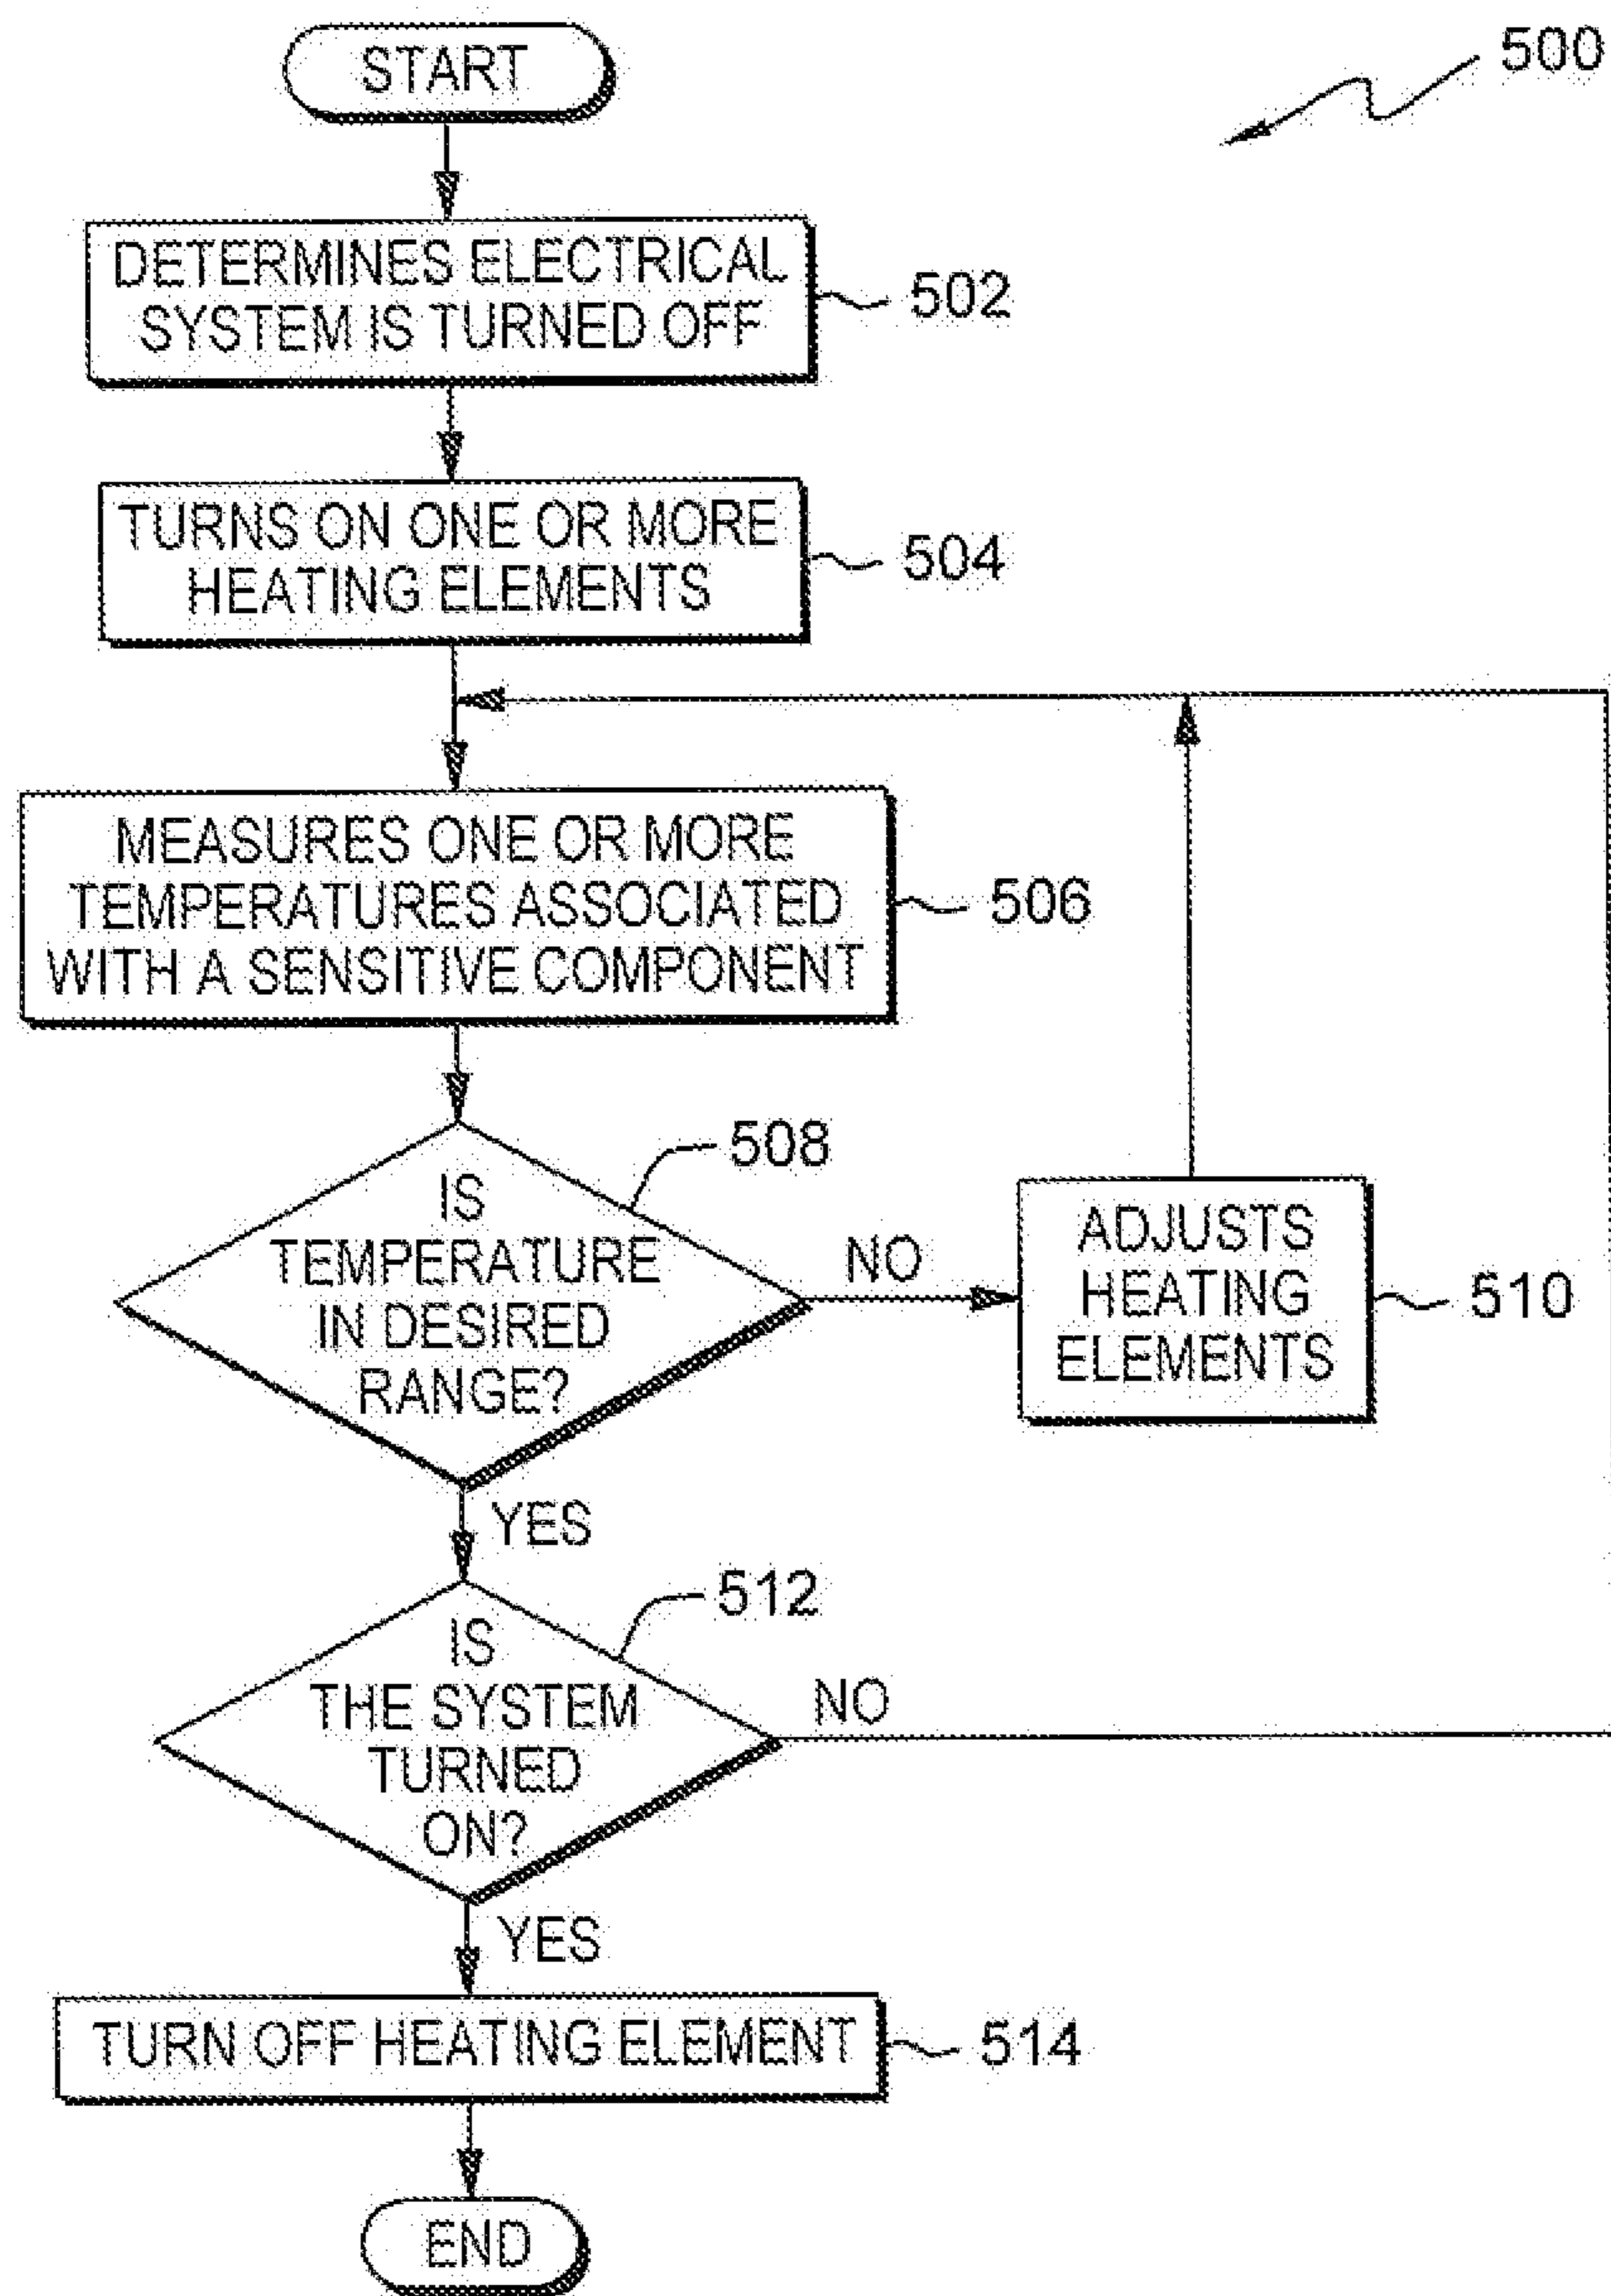 START
500
DETERMINES ELECTRICAL
SYSTEM IS TURNED OFF
502
TURNS ON ONE OR MORE
HEATING ELEMENTS
504
MEASURES ONE OR MORE
TEMPERATURES ASSOCIATED
WITH A SENSITIVE COMPONENT
506
IS
TEMPERATURE
IN DESIRED
RANGE?
508
NO
ADJUSTS
HEATING
ELEMENTS
510
YES
IS
THE SYSTEM
TURNED
ON?
512
NO
YES
TURN OFF HEATING ELEMENT
514
END